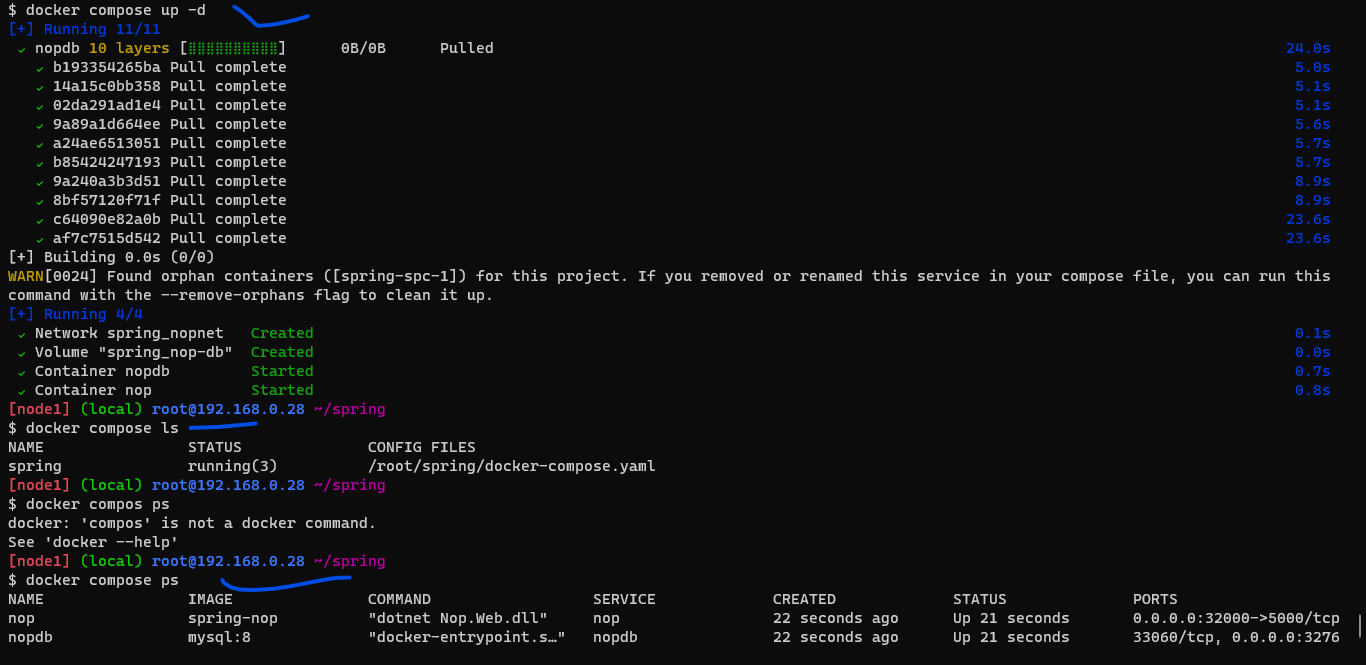 $ docker compose up -d
[+] Running 11/11
✓ nopdb 10 layers [⣿⣿⣿⣿⣿⣿⣿⣿⣿⣿] 0B/0B Pulled 24.0s
✓ b193354265ba Pull complete 5.0s
✓ 14a15c0bb358 Pull complete 5.1s
✓ 02da291ad1e4 Pull complete 5.1s
✓ 9a89a1d664ee Pull complete 5.6s
✓ a24ae6513051 Pull complete 5.7s
✓ b85424247193 Pull complete 5.7s
✓ 9a240a3b3d51 Pull complete 8.9s
✓ 8bf57120f71f Pull complete 8.9s
✓ c64090e82a0b Pull complete 23.6s
✓ af7c7515d542 Pull complete 23.6s
[+] Building 0.0s (0/0)
WARN[0024] Found orphan containers ([spring-spc-1]) for this project. If you removed or renamed this service in your compose file, you can run this
command with the --remove-orphans flag to clean it up.
[+] Running 4/4
✓ Network spring_nopnet Created 0.1s
✓ Volume "spring_nop-db" Created 0.0s
✓ Container nopdb Started 0.7s
✓ Container nop Started 0.8s
[node1] (local) root@192.168.0.28 ~/spring
$ docker compose ls
NAME STATUS CONFIG FILES
spring running(3) /root/spring/docker-compose.yaml
[node1] (local) root@192.168.0.28 ~/spring
$ docker compos ps
docker: 'compos' is not a docker command.
See 'docker --help'
[node1] (local) root@192.168.0.28 ~/spring
$ docker compose ps
NAME IMAGE COMMAND SERVICE CREATED STATUS PORTS
nop spring-nop "dotnet Nop.Web.dll" nop 22 seconds ago Up 21 seconds 0.0.0.0:32000->5000/tcp
nopdb mysql:8 "docker-entrypoint.s…" nopdb 22 seconds ago Up 21 seconds 33060/tcp, 0.0.0.0:3276